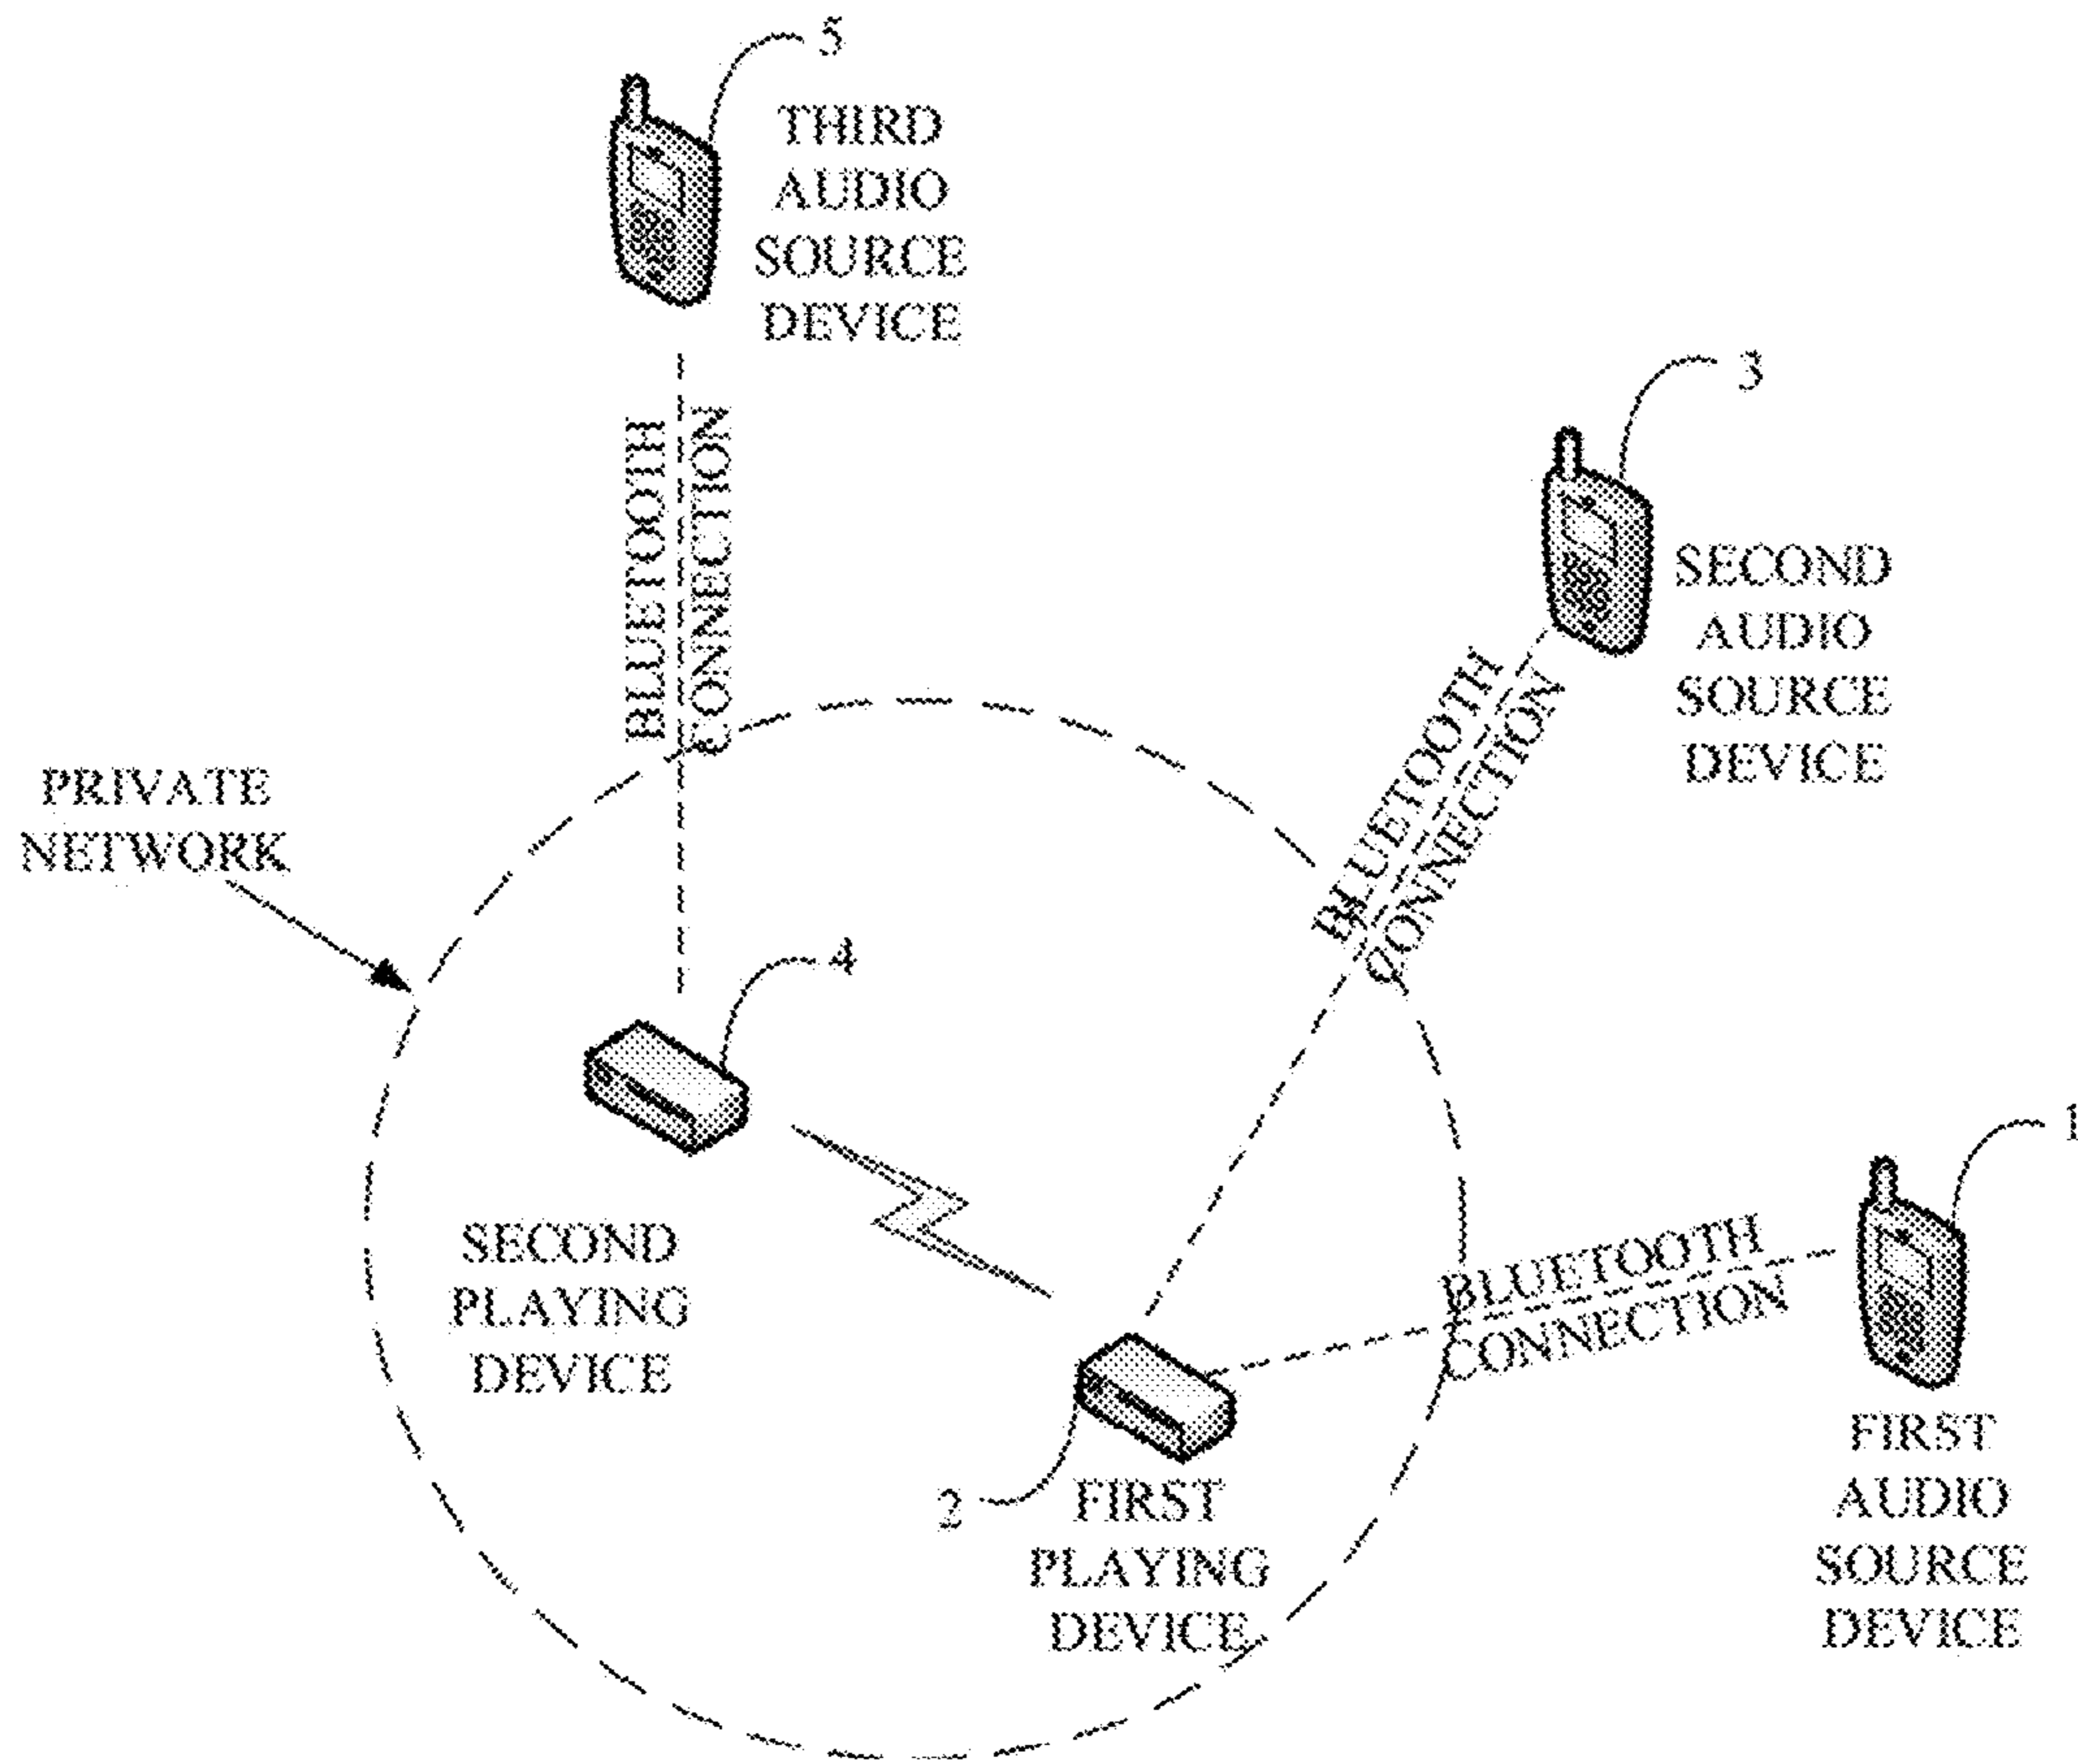 5
THIRD
AUDIO
SOURCE
DEVICE
3
BLUETOOTH
CONNECTION
SECOND
AUDIO
SOURCE
DEVICE
BLUETOOTH
CONNECTION
PRIVATE
NETWORK
4
1
SECOND
PLAYING
DEVICE
BLUETOOTH
CONNECTION
2
FIRST
PLAYING
DEVICE
FIRST
AUDIO
SOURCE
DEVICE